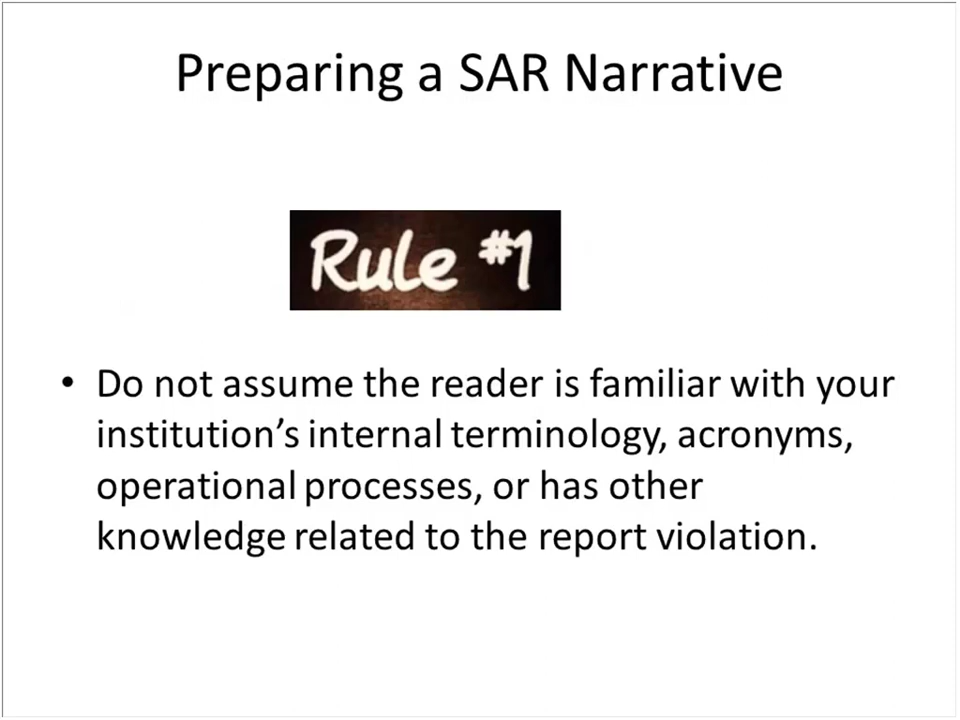 Preparing a SAR Narrative
Rule #1
• Do not assume the reader is familiar with your
institution’s internal terminology, acronyms,
operational processes, or has other
knowledge related to the report violation.